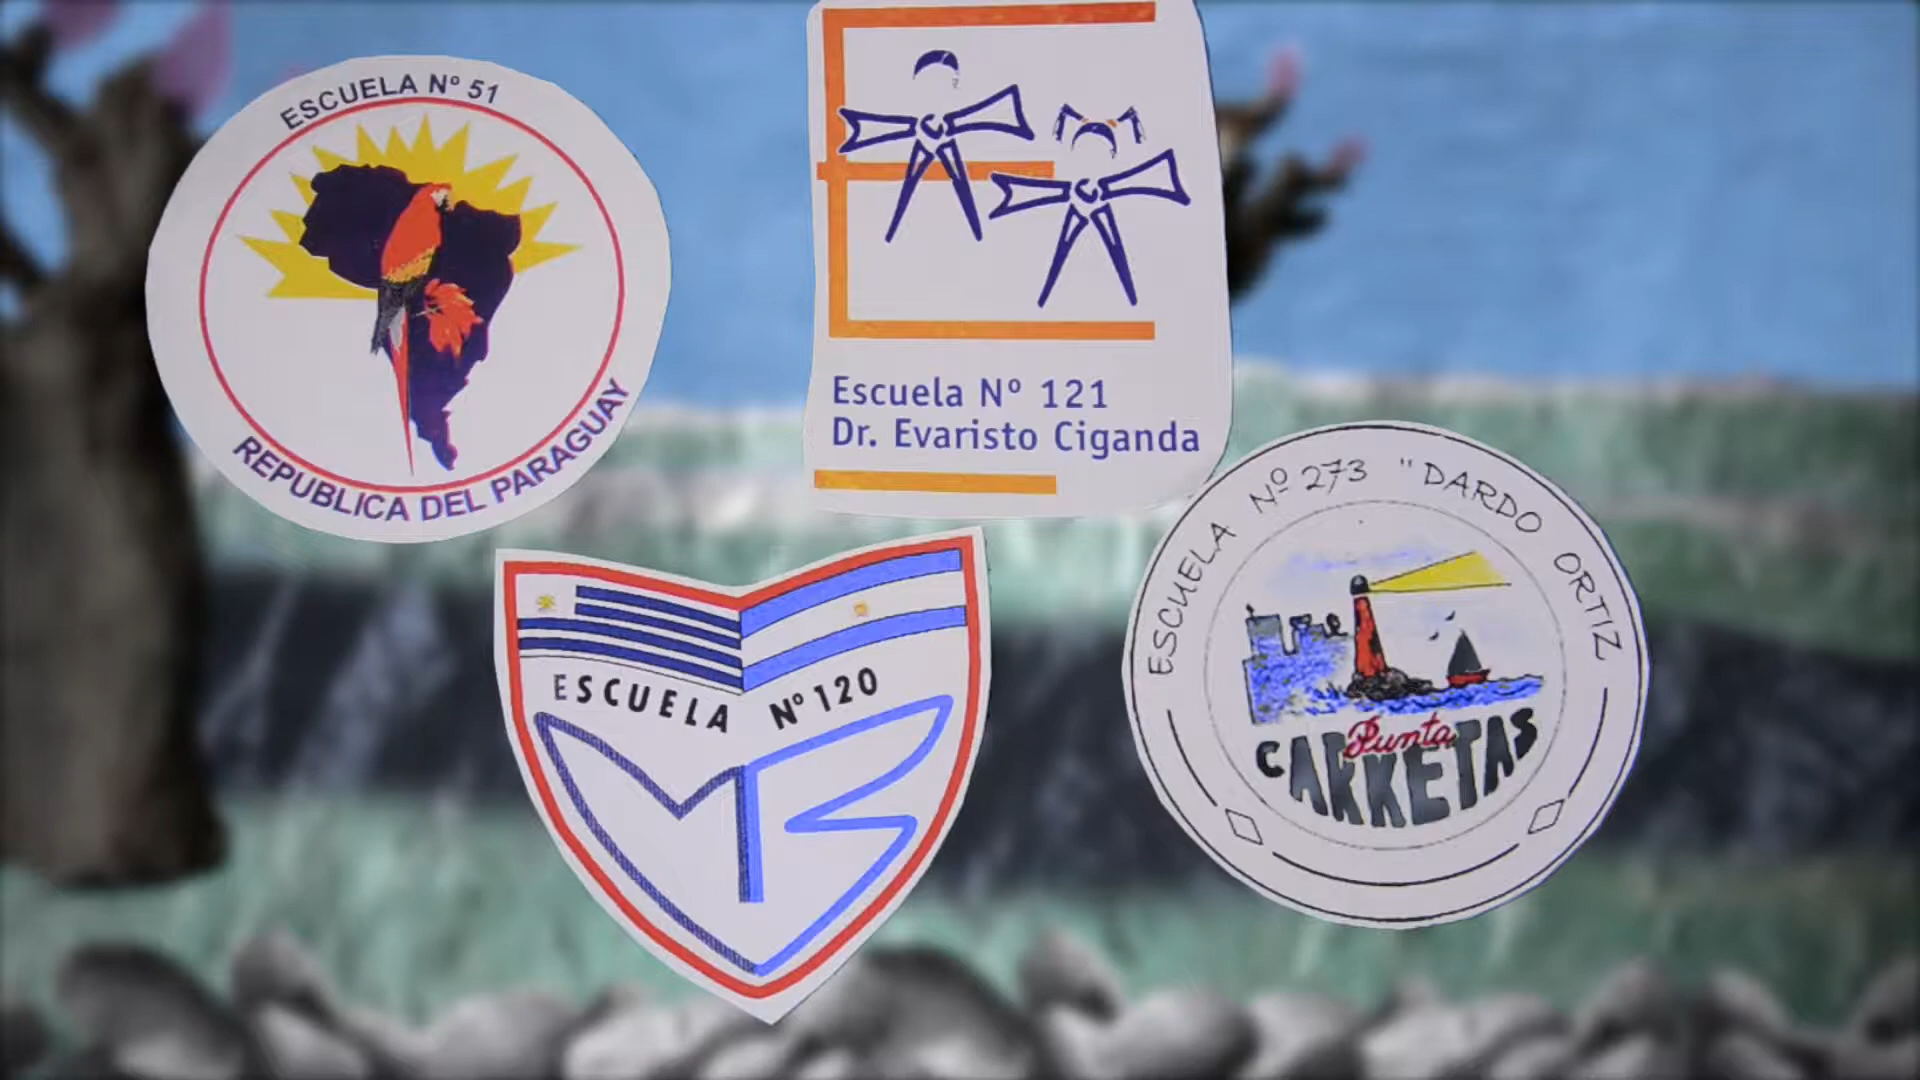 ESCUELA Nº 51
REPUBLICA DEL PARAGUAY
Escuela Nº 121
Dr. Evaristo Ciganda
ESCUELA Nº 273 "DARDO ORTIZ
Punta
CARRETAS
ESCUELA Nº 120
MB